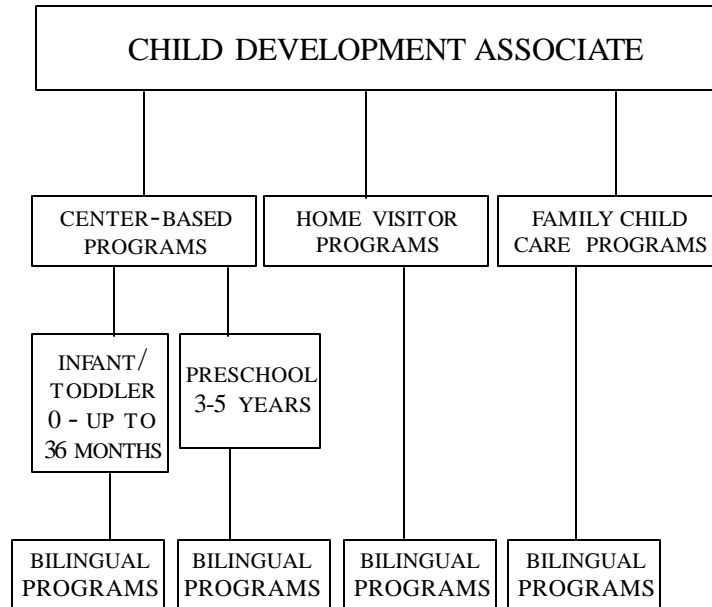 CHILD DEVELOPMENT ASSOCIATE
CENTER-BASED
PROGRAMS
HOME VISITOR
PROGRAMS
FAMILY CHILD
CARE PROGRAMS
INFANT/
TODDLER
0 - UP TO
36 MONTHS
PRESCHOOL
3-5 YEARS
BILINGUAL
PROGRAMS
BILINGUAL
PROGRAMS
BILINGUAL
PROGRAMS
BILINGUAL
PROGRAMS